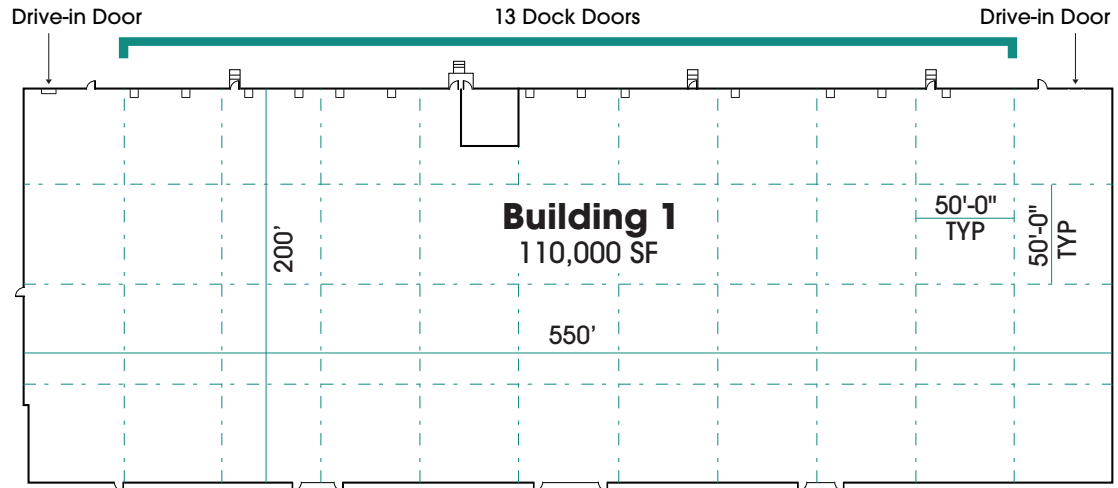 Drive-in Door
13 Dock Doors
Drive-in Door
Building 1
110,000 SF
50'-0"
TYP
50'-0"
TYP
200’
550’